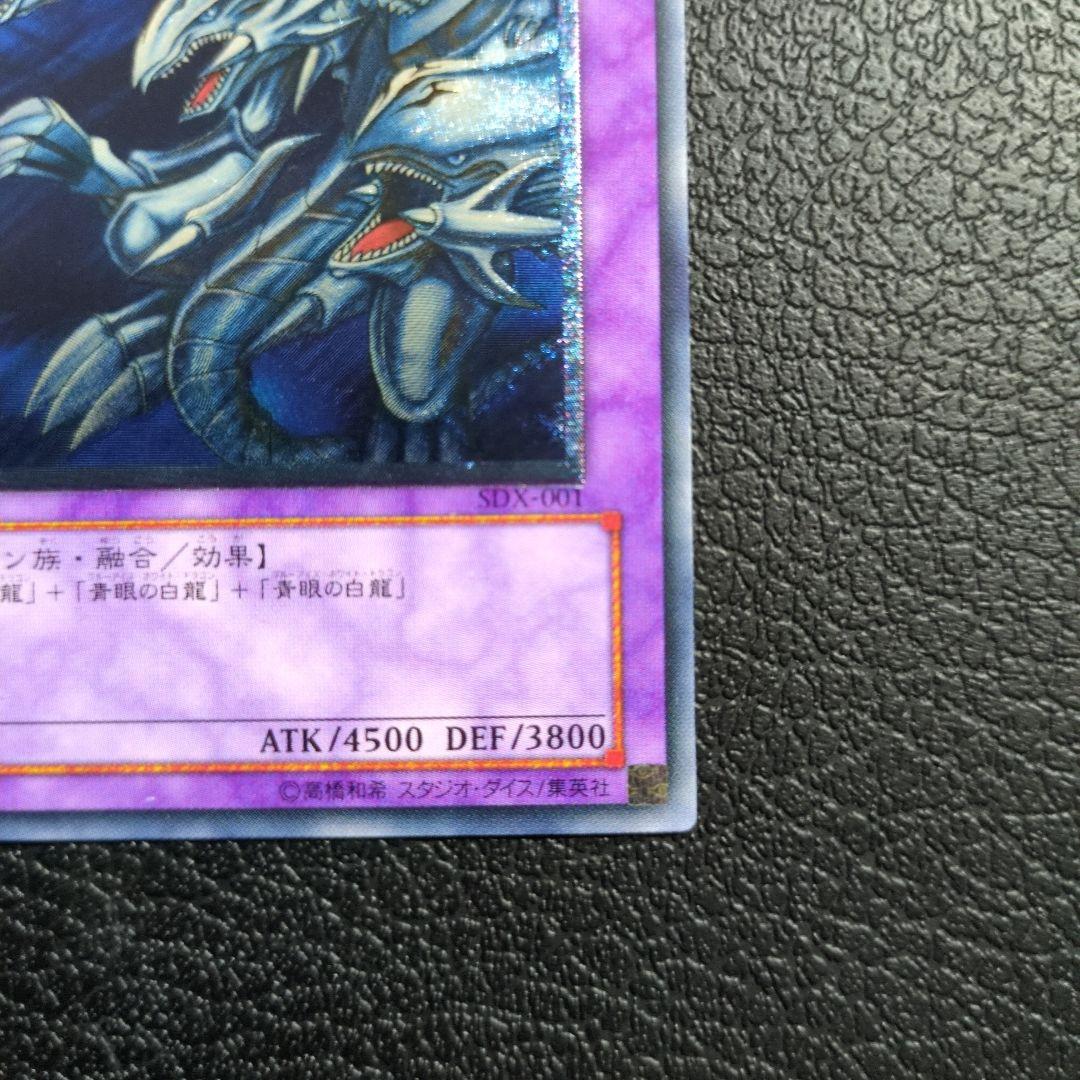 SDX-001
ン族・融合／効果】
龍」＋「青眼の白龍」＋「青眼の白龍」
ATK/4500 DEF/3800
©高橋和希 スタジオ・ダイス/集英社